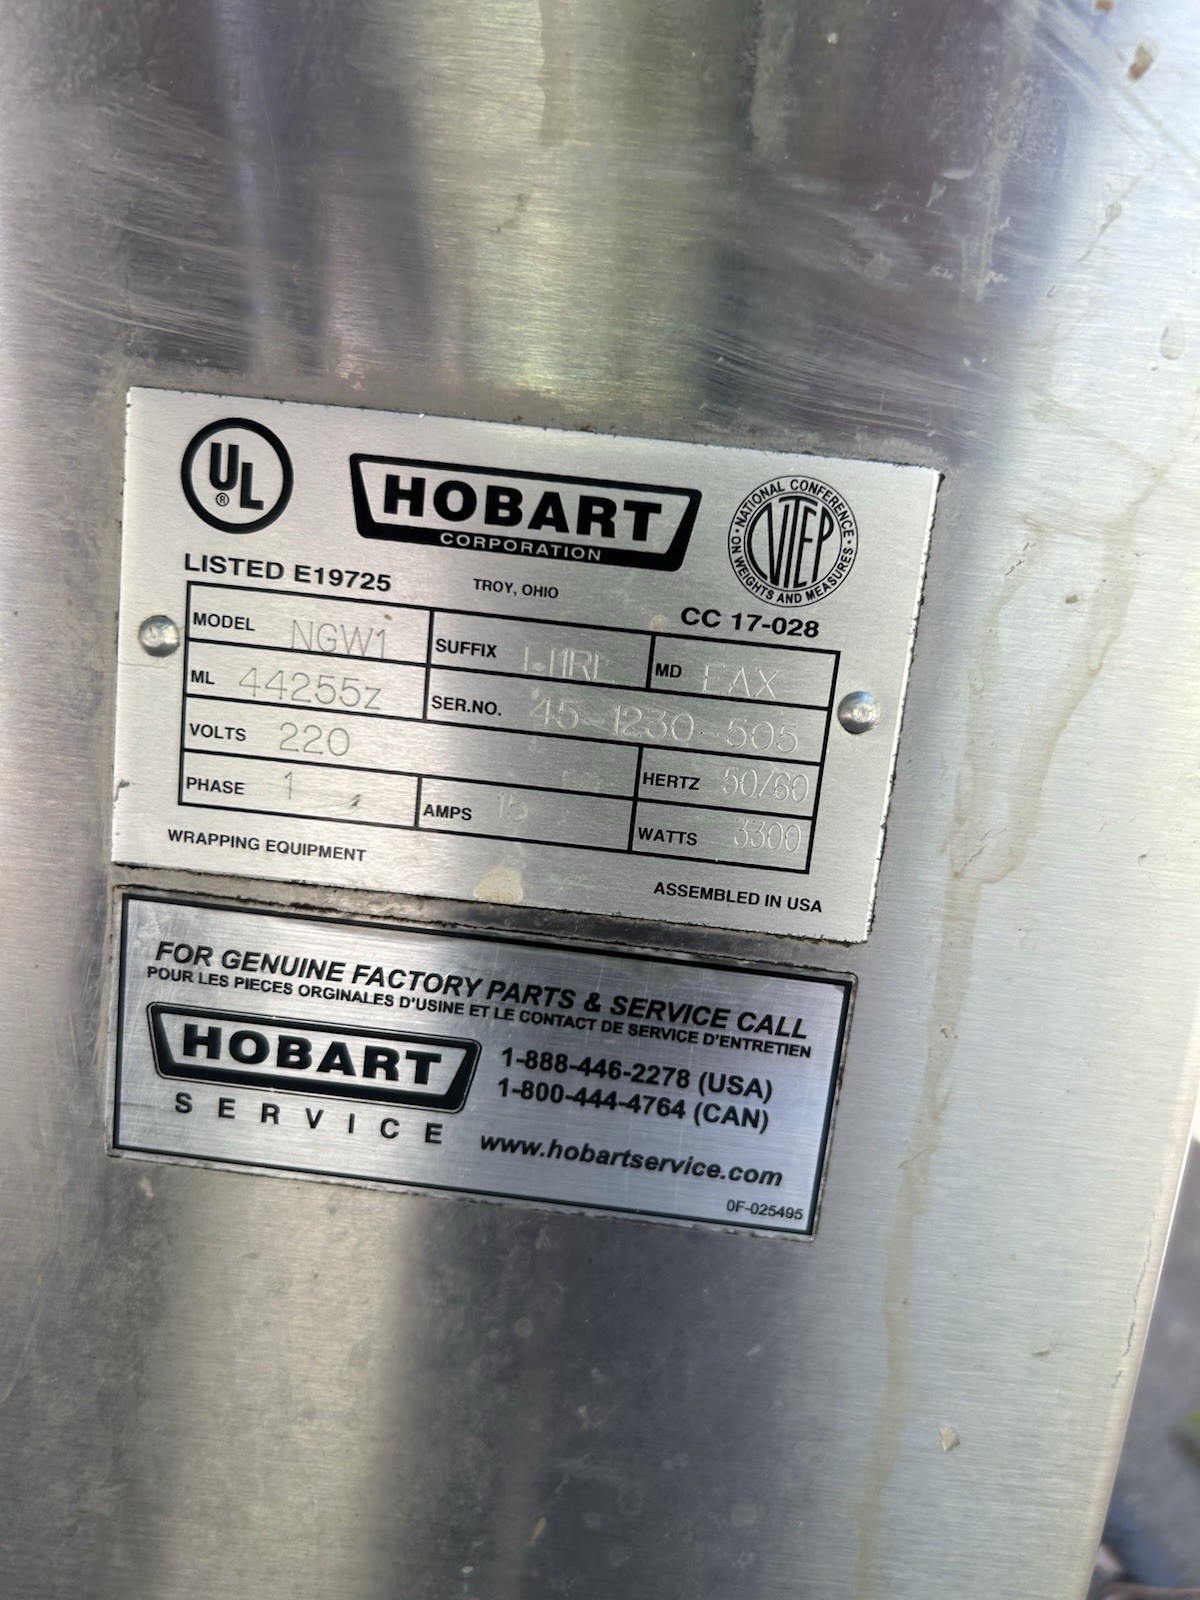 UL
®
HOBART
CORPORATION
NATIONAL CONFERENCE
ON WEIGHTS AND MEASURES
NTEP
LISTED E19725
TROY, OHIO
CC 17-028
MODEL NGW1
SUFFIX
MD EAX
ML 44255z
SER.NO. 45-1230-505
VOLTS 220
HERTZ 50/60
PHASE 1
AMPS 15
WATTS 3300
WRAPPING EQUIPMENT
ASSEMBLED IN USA
FOR GENUINE FACTORY PARTS & SERVICE CALL
POUR LES PIECES ORGINALES D'USINE ET LE CONTACT DE SERVICE D'ENTRETIEN
HOBART
SERVICE
1-888-446-2278 (USA)
1-800-444-4764 (CAN)
www.hobartservice.com
0F-025495